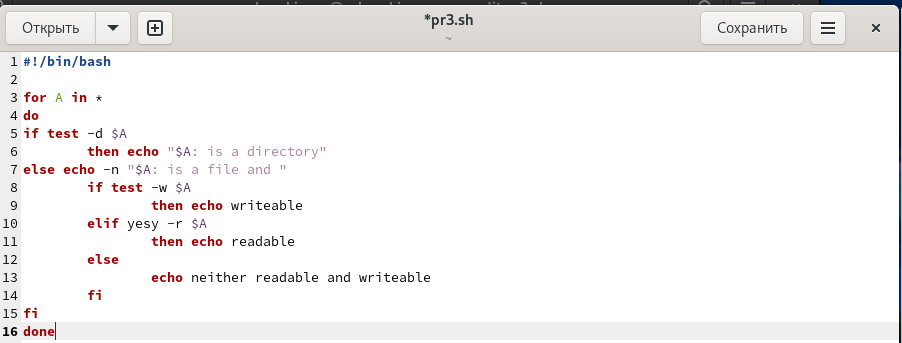 Открыть
*pr3.sh
~
Сохранить
1 #!/bin/bash
2
3 for A in *
4 do
5 if test -d $A
6         then echo "$A: is a directory"
7 else echo -n "$A: is a file and "
8         if test -w $A
9                 then echo writeable
10         elif yesy -r $A
11                 then echo readable
12         else
13                 echo neither readable and writeable
14         fi
15 fi
16 done